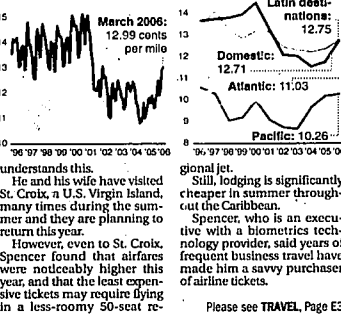 March 2006:
12.99 cents
per mile
15
14
13
12
11
10
'96 '97 '98 '99 '00 '01 '02 '03 '04 '05 '06
Latin desti-
nations:
12.75
Domestic:
12.71
Atlantic: 11.03
Pacific: 10.26
14
13
12
11
10
8
'96 '97 '98 '99 '00 '01 '02 '03 '04 '05 '06
understands this.
He and his wife have visited
St. Croix, a U.S. Virgin Island,
many times during the sum-
mer and they are planning to
return this year.
However, even to St. Croix,
Spencer found that airfares
were noticeably higher this
year, and that the least expen-
sive tickets may require flying
in a less-roomy 50-seat re-
gional jet.
Still, lodging is significantly
cheaper in summer through-
out the Caribbean.
Spencer, who is an execu-
tive with a biometrics tech-
nology provider, said years of
frequent business travel have
made him a savvy purchaser
of airline tickets.
Please see TRAVEL, Page E3